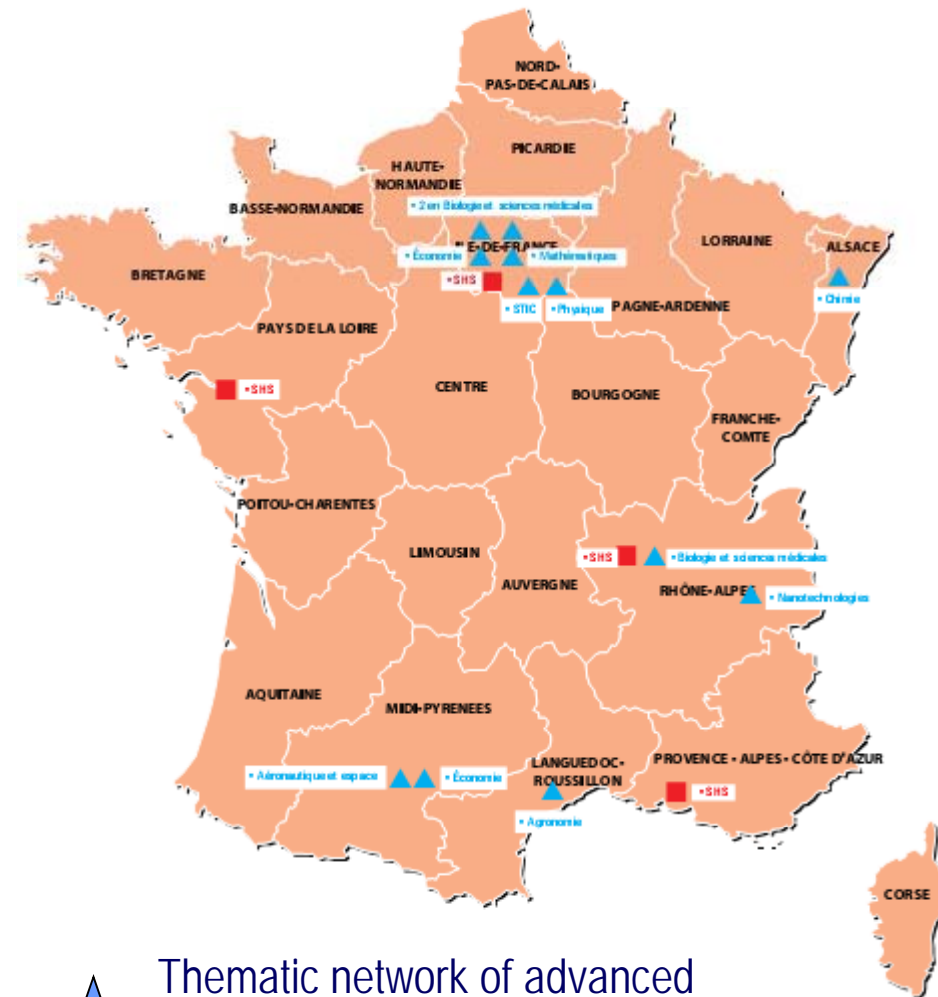 NORD-
PAS-DE-CALAIS
PICARDIE
HAUTE-
NORMANDIE
• 2 en Biologie et sciences médicales
BASSE-NORMANDIE
LORRAINE
ALSACE
E-DE-FRANCE
• Économie
• Mathématiques
BRETAGNE
• SHS
• Chimie
• STIC
• Physique
PAGNE-ARDENNE
PAYS DE LA LOIRE
• SHS
CENTRE
BOURGOGNE
FRANCHE-
COMTE
POITOU-CHARENTES
LIMOUSIN
• SHS
• Biologie et sciences médicales
AUVERGNE
RHÔNE-ALPE
• Nanotechnologies
AQUITAINE
MIDI-PYRENEES
LANGUEDOC-
ROUSSILLON
PROVENCE - ALPES - CÔTE D'AZUR
• Aéronautique et espace
• Économie
• SHS
• Agronomie
CORSE
Thematic network of advanced